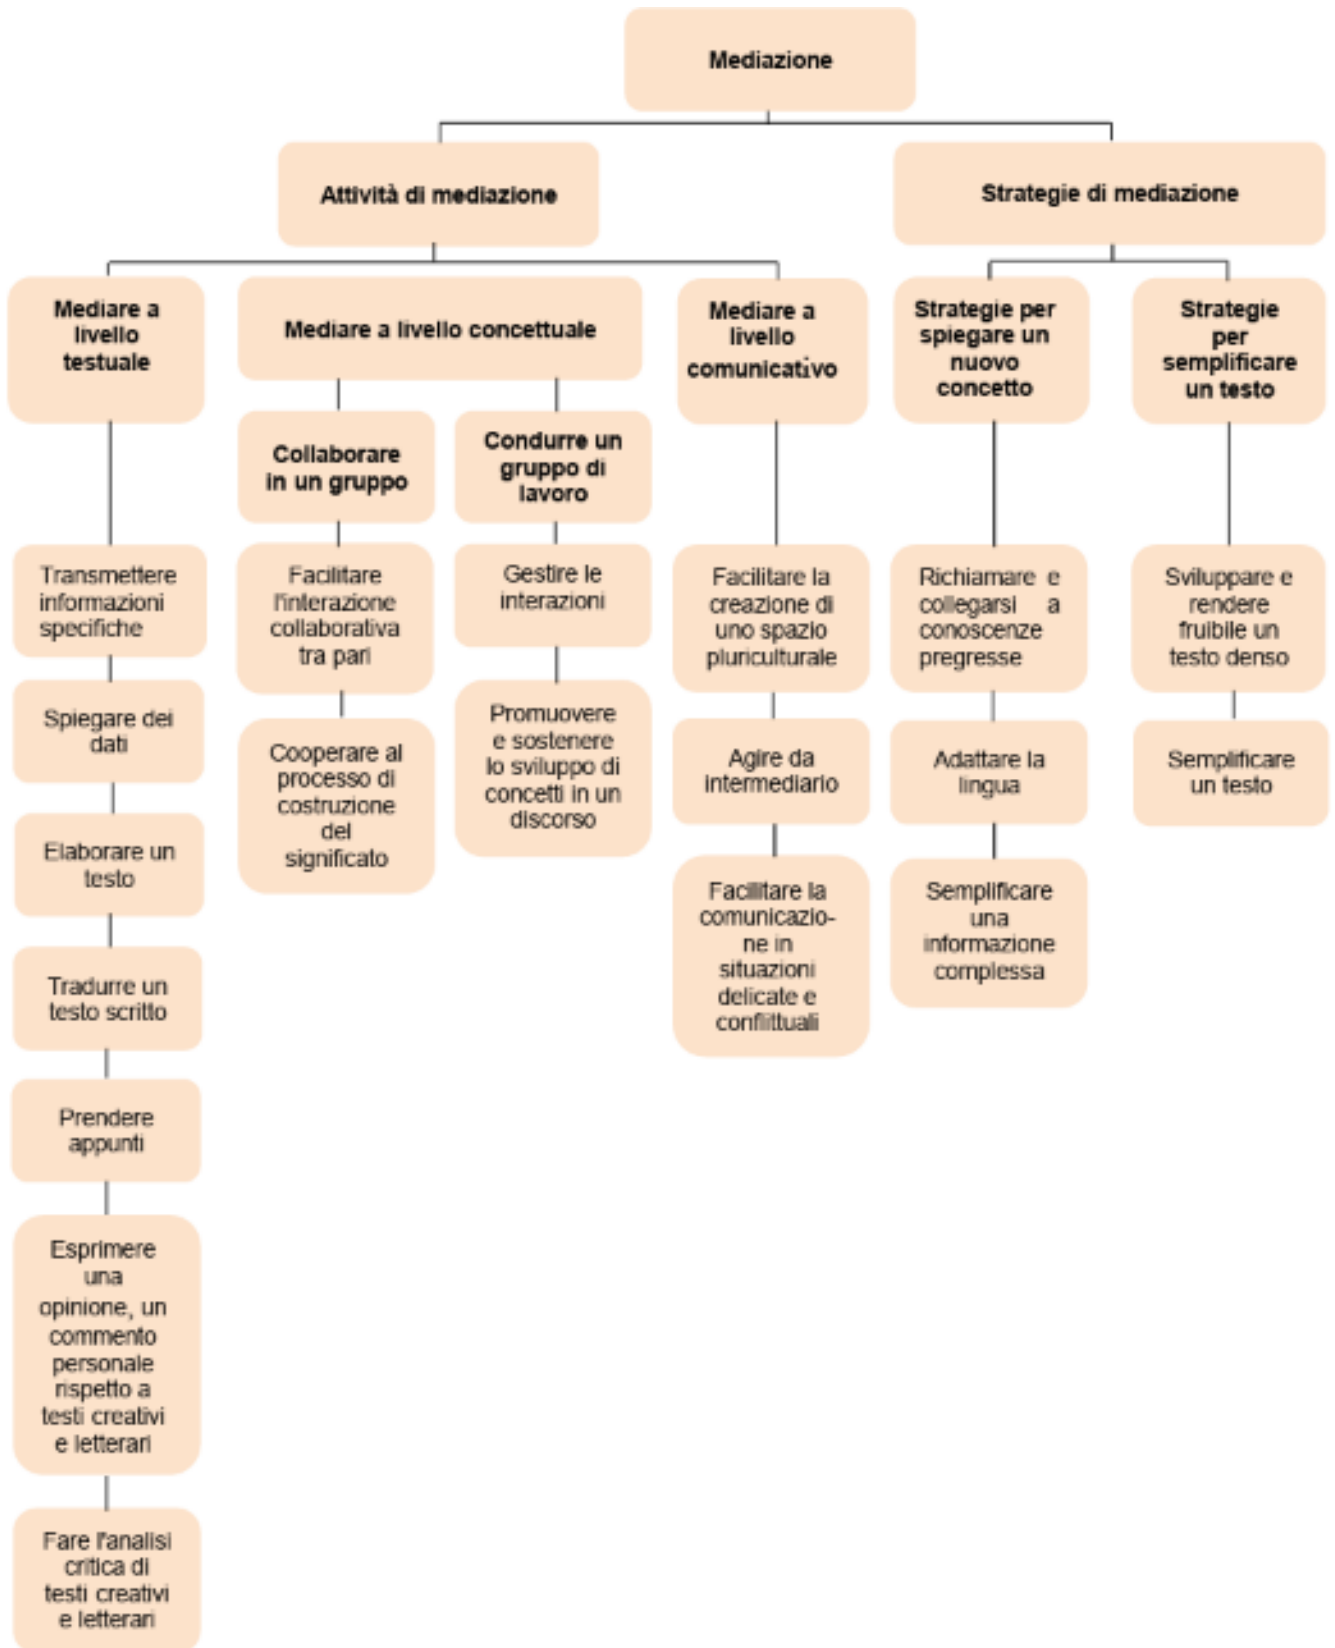 Mediazione
Attività di mediazione
Strategie di mediazione
Mediare a
livello
testuale
Mediare a livello concettuale
Mediare a
livello
comunicativo
Strategie per
spiegare un
nuovo
concetto
Strategie
per
semplificare
un testo
Collaborare
in un gruppo
Condurre un
gruppo di
lavoro
Transmettere
informazioni
specifiche
Spiegare dei
dati
Elaborare un
testo
Tradurre un
testo scritto
Prendere
appunti
Esprimere
una
opinione, un
commento
personale
rispetto a
testi creativi
e letterari
Fare l'analisi
critica di
testi creativi
e letterari
Facilitare
l'interazione
collaborativa
tra pari
Cooperare al
processo di
costruzione
del
significato
Gestire le
interazioni
Promuovere
e sostenere
lo sviluppo di
concetti in un
discorso
Facilitare la
creazione di
uno spazio
pluriculturale
Agire da
intermediario
Facilitare la
comunicazio-
ne in
situazioni
delicate e
conflittuali
Richiamare e
collegarsi a
conoscenze
pregresse
Adattare la
lingua
Semplificare
una
informazione
complessa
Sviluppare e
rendere
fruibile un
testo denso
Semplificare
un testo